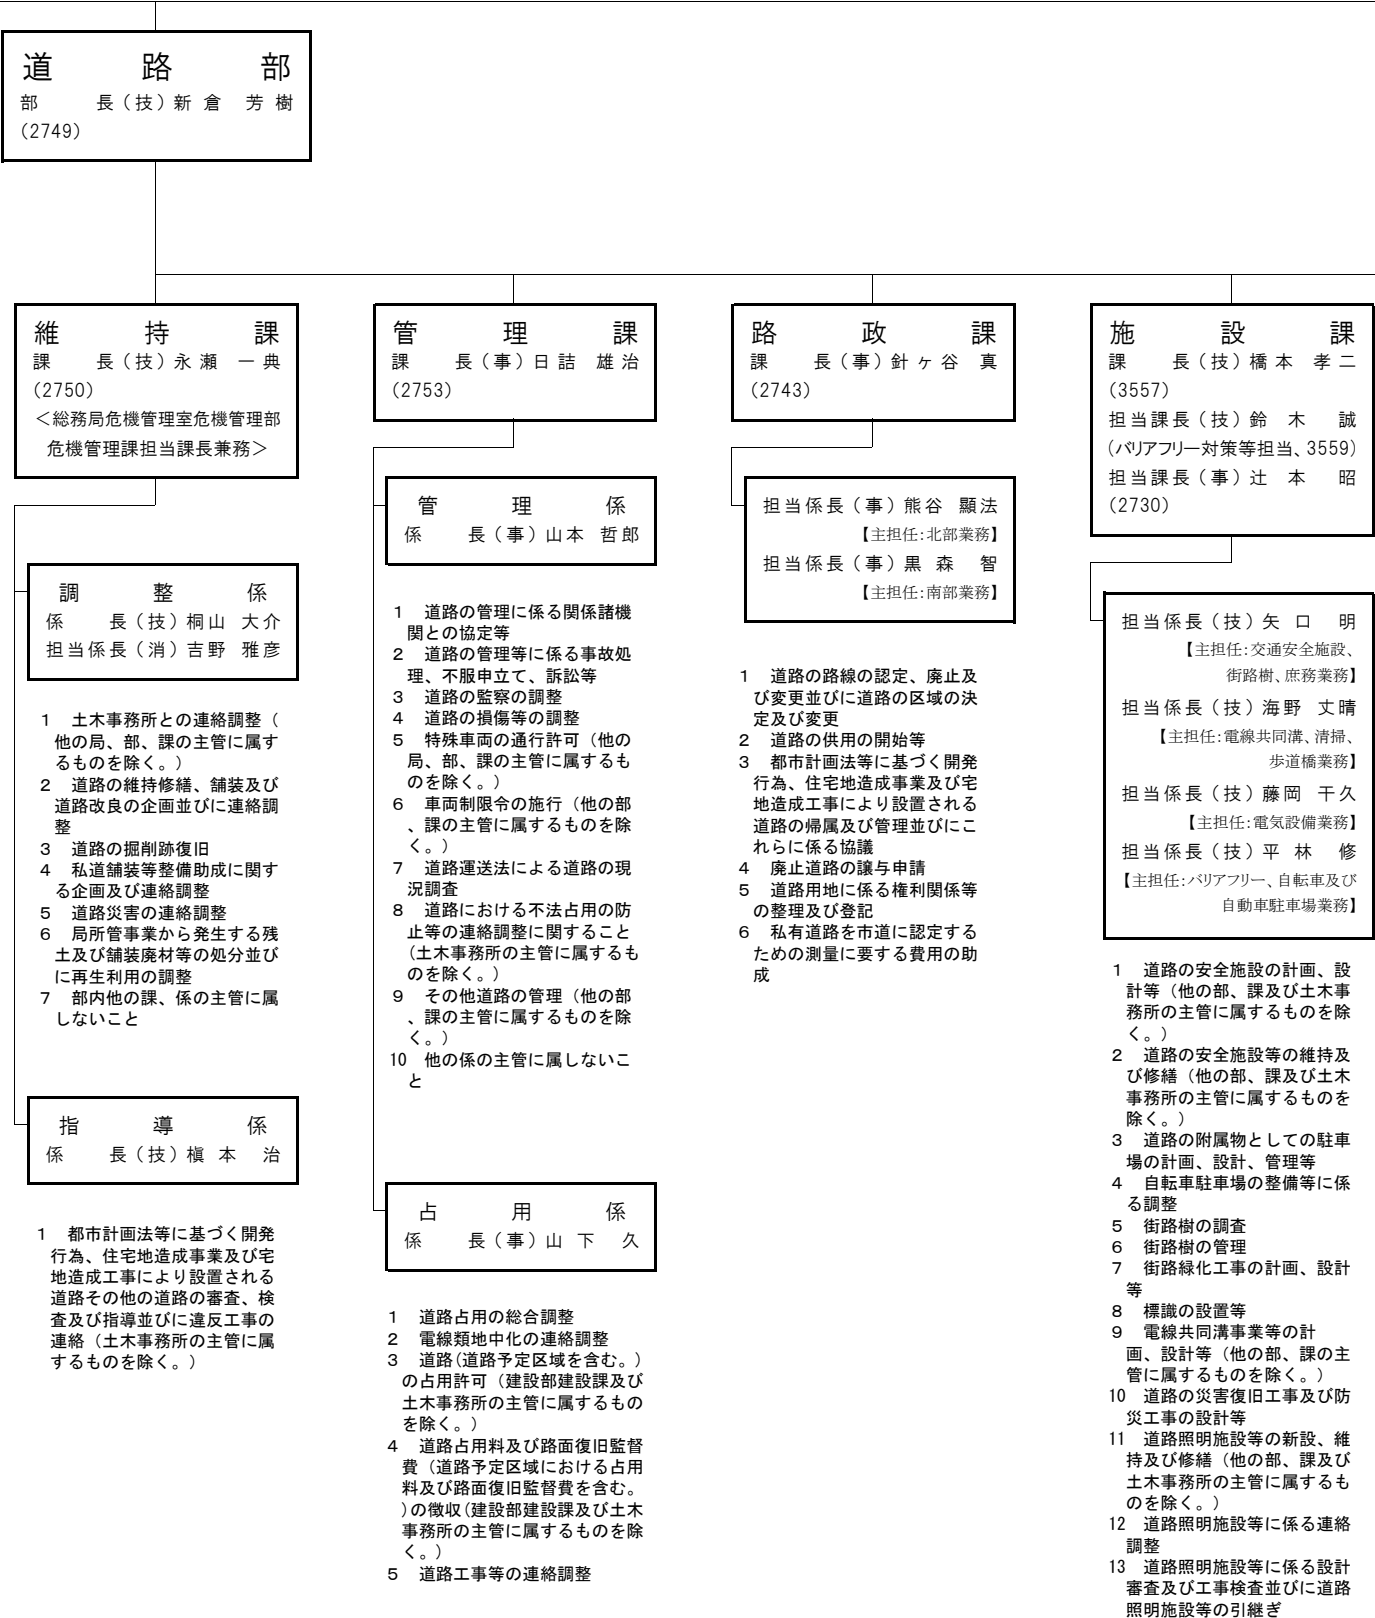 道路部
部長(技)新倉 芳樹
(2749)
維持課
課長(技)永瀬 一典
(2750)
<総務局危機管理室危機管理部
危機管理課担当課長兼務>
調整係
係長(技)桐山 大介
担当係長(消)吉野 雅彦
1 土木事務所との連絡調整(
他の局、部、課の主管に属す
るものを除く。)
2 道路の維持修繕、舗装及び
道路改良の企画並びに連絡調
整
3 道路の掘削跡復旧
4 私道舗装等整備助成に関す
る企画及び連絡調整
5 道路災害の連絡調整
6 局所管事業から発生する残
土及び舗装廃材等の処分並び
に再生利用の調整
7 部内他の課、係の主管に属
しないこと
指導係
係長(技)槇本 治
1 都市計画法等に基づく開発
行為、住宅地造成事業及び宅
地造成工事により設置される
道路その他の道路の審査、検
査及び指導並びに違反工事の
連絡(土木事務所の主管に属
するものを除く。)
管理課
課長(事)日詰 雄治
(2753)
管理係
係長(事)山本 哲郎
1 道路の管理に係る関係諸機
関との協定等
2 道路の管理等に係る事故処
理、不服申立て、訴訟等
3 道路の監察の調整
4 道路の損傷等の調整
5 特殊車両の通行許可(他の
局、部、課の主管に属するも
のを除く。)
6 車両制限令の施行(他の部
、課の主管に属するものを除
く。)
7 道路運送法による道路の現
況調査
8 道路における不法占用の防
止等の連絡調整に関すること
(土木事務所の主管に属するも
のを除く。)
9 その他道路の管理(他の部
、課の主管に属するものを除
く。)
10 他の係の主管に属しないこ
と
占用係
係長(事)山下 久
1 道路占用の総合調整
2 電線類地中化の連絡調整
3 道路(道路予定区域を含む。)
の占用許可(建設部建設課及び
土木事務所の主管に属するもの
を除く。)
4 道路占用料及び路面復旧監督
費(道路予定区域における占用
料及び路面復旧監督費を含む。
)の徴収(建設部建設課及び土木
事務所の主管に属するものを除
く。)
5 道路工事等の連絡調整
路政課
課長(事)針ヶ谷 真
(2743)
担当係長(事)熊谷 顯法
【主担任:北部業務】
担当係長(事)黒森 智
【主担任:南部業務】
1 道路の路線の認定、廃止及
び変更並びに道路の区域の決
定及び変更
2 道路の供用の開始等
3 都市計画法等に基づく開発
行為、住宅地造成事業及び宅
地造成工事により設置される
道路の帰属及び管理並びにこ
れらに係る協議
4 廃止道路の譲与申請
5 道路用地に係る権利関係等
の整理及び登記
6 私有道路を市道に認定する
ための測量に要する費用の助
成
施設課
課長(技)橋本 孝二
(3557)
担当課長(技)鈴木 誠
(バリアフリー対策等担当、3559)
担当課長(事)辻本 昭
(2730)
担当係長(技)矢口 明
【主担任:交通安全施設、
街路樹、庶務業務】
担当係長(技)海野 丈晴
【主担任:電線共同溝、清掃、
歩道橋業務】
担当係長(技)藤岡 干久
【主担任:電気設備業務】
担当係長(技)平林 修
【主担任:バリアフリー、自転車及び
自動車駐車場業務】
1 道路の安全施設の計画、設
計等(他の部、課及び土木事
務所の主管に属するものを除
く。)
2 道路の安全施設等の維持及
び修繕(他の部、課及び土木
事務所の主管に属するものを
除く。)
3 道路の附属物としての駐車
場の計画、設計、管理等
4 自転車駐車場の整備等に係
る調整
5 街路樹の調査
6 街路樹の管理
7 街路緑化工事の計画、設計
等
8 標識の設置等
9 電線共同溝事業等の計
画、設計等(他の部、課の主
管に属するものを除く。)
10 道路の災害復旧工事及び防
災工事の設計等
11 道路照明施設等の新設、維
持及び修繕(他の部、課及び
土木事務所の主管に属するも
のを除く。)
12 道路照明施設等に係る連絡
調整
13 道路照明施設等に係る設計
審査及び工事検査並びに道路
照明施設等の引継ぎ